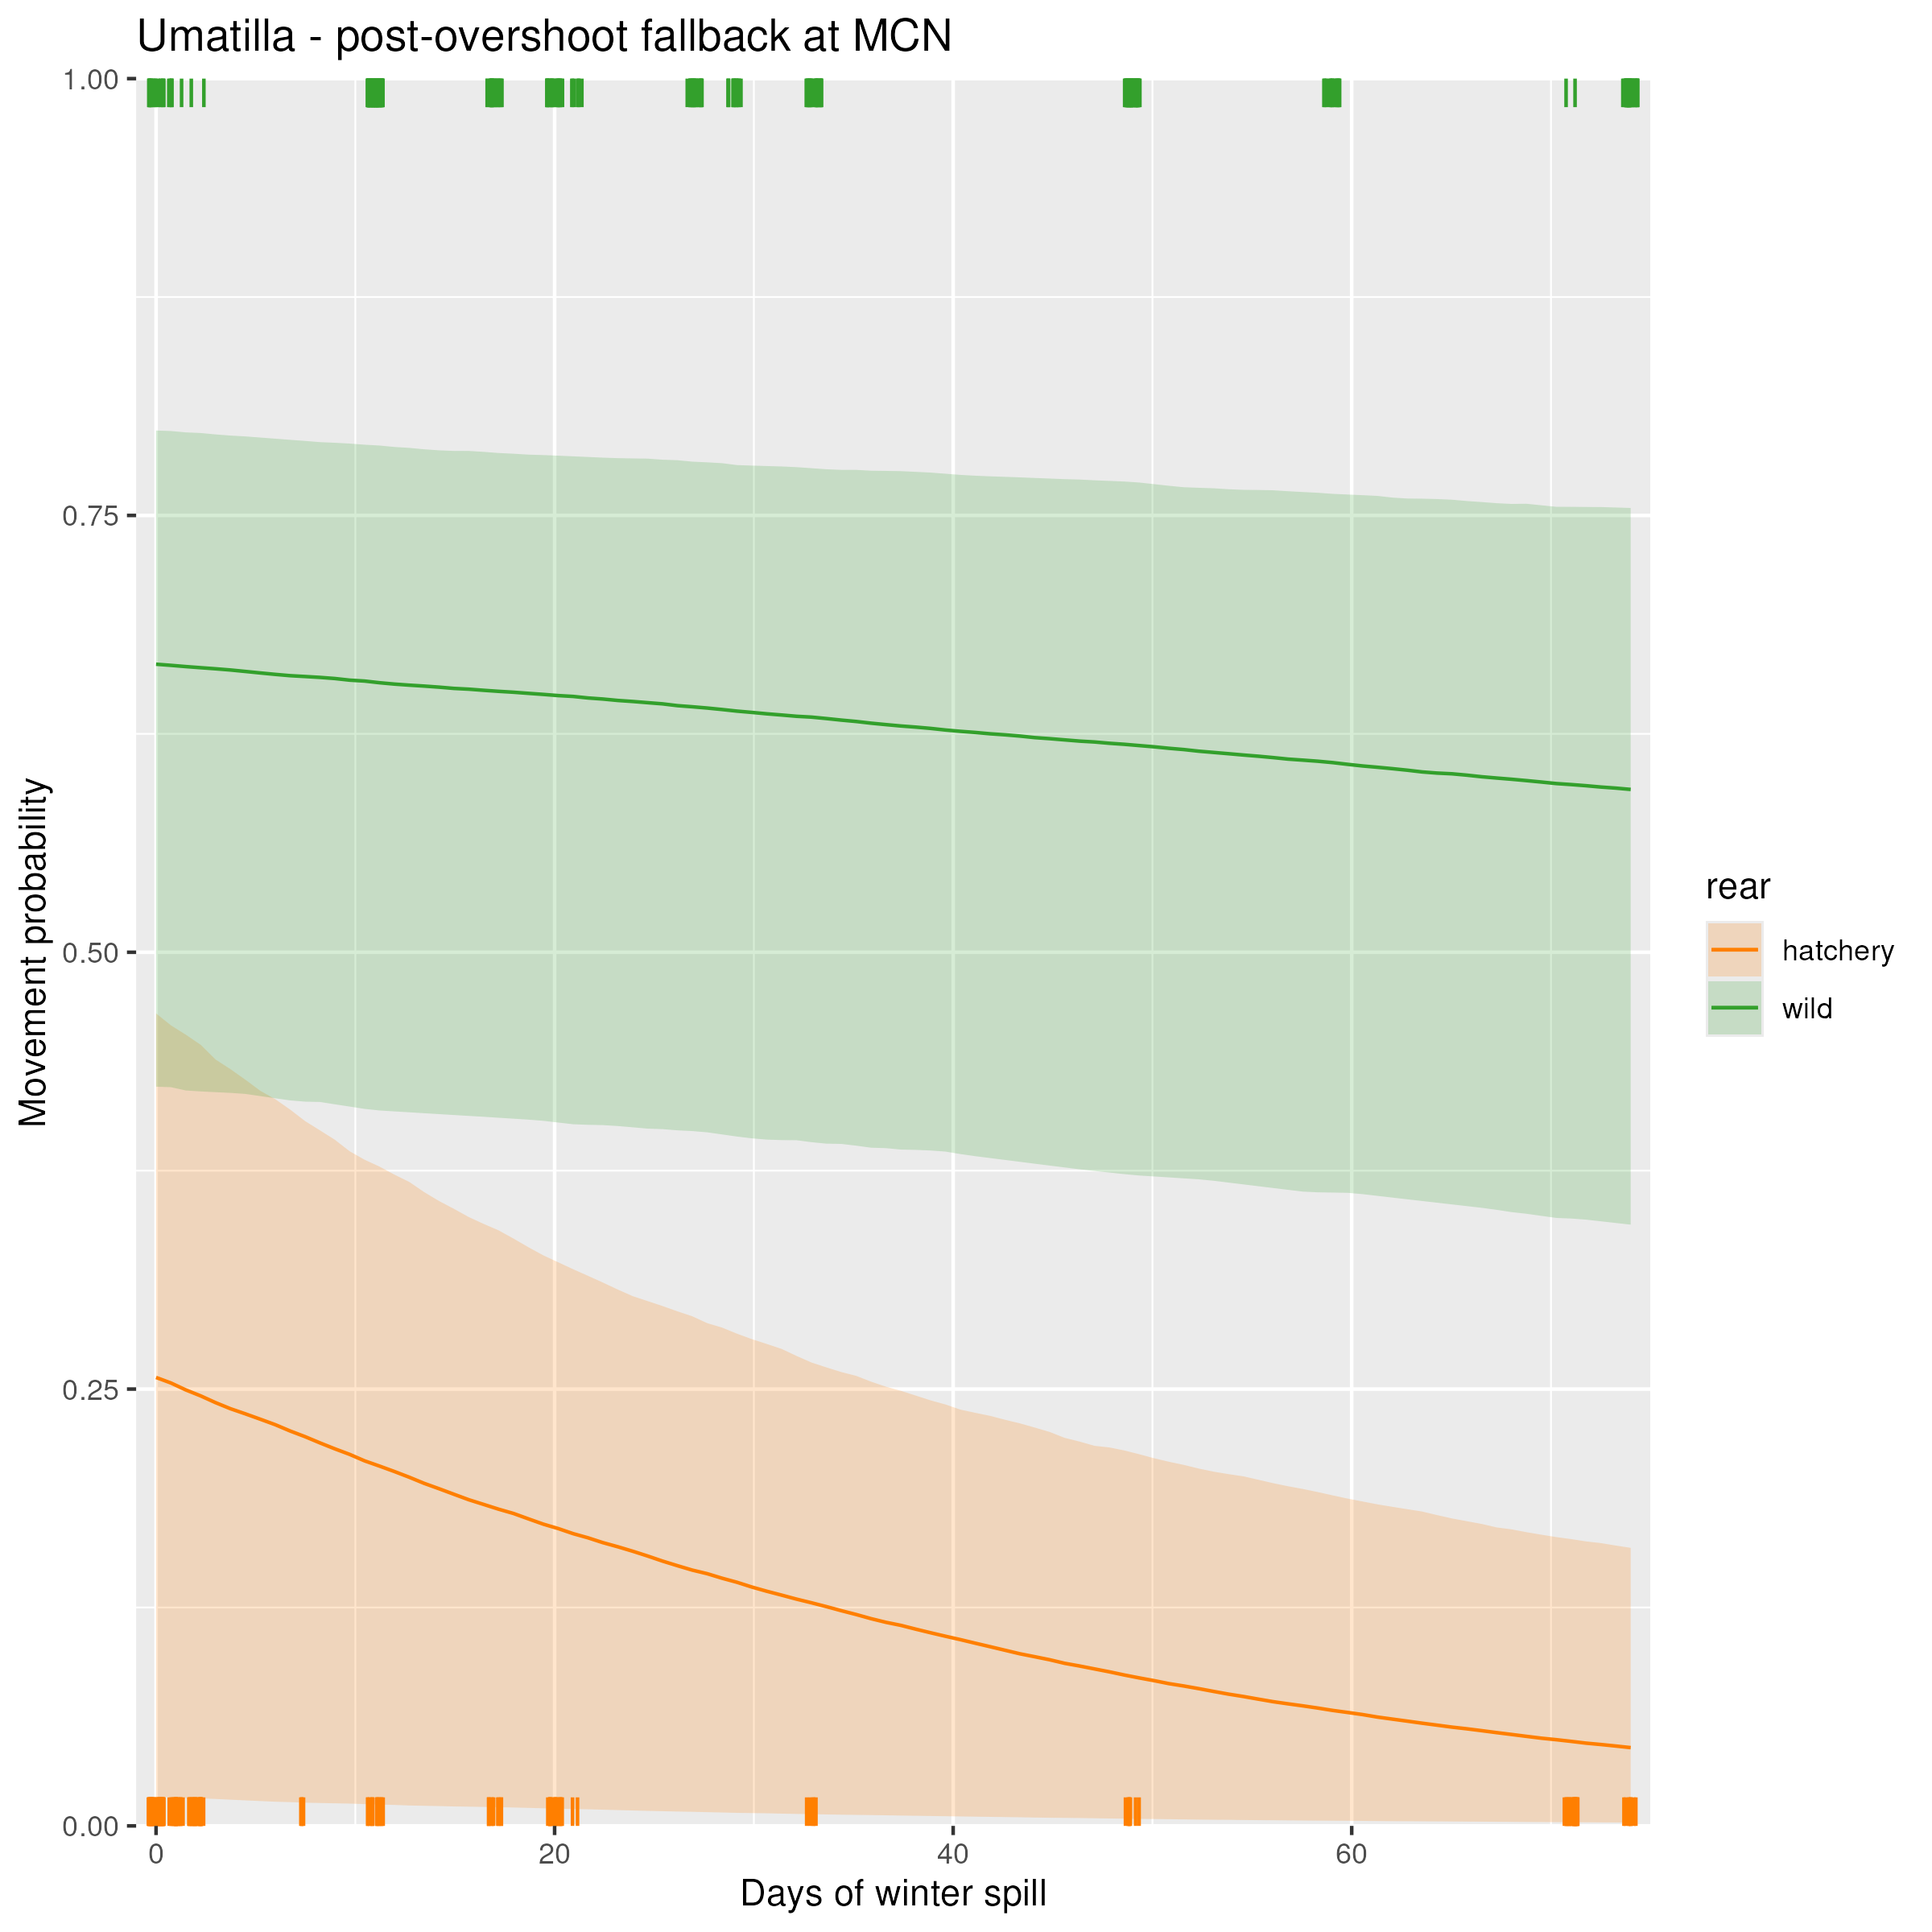 Umatilla - post-overshoot fallback at MCN
1.00
0.75
0.50
0.25
0.00
Movement probability
0
20
40
60
Days of winter spill
rear
hatchery
wild